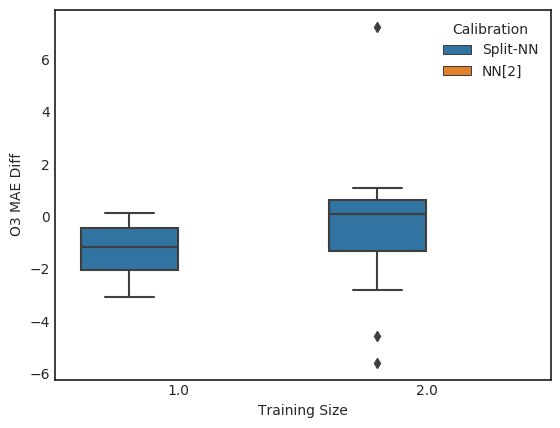 Calibration
Split-NN
NN[2]
O3 MAE Diff
6
4
2
0
−2
−4
−6
1.0
2.0
Training Size